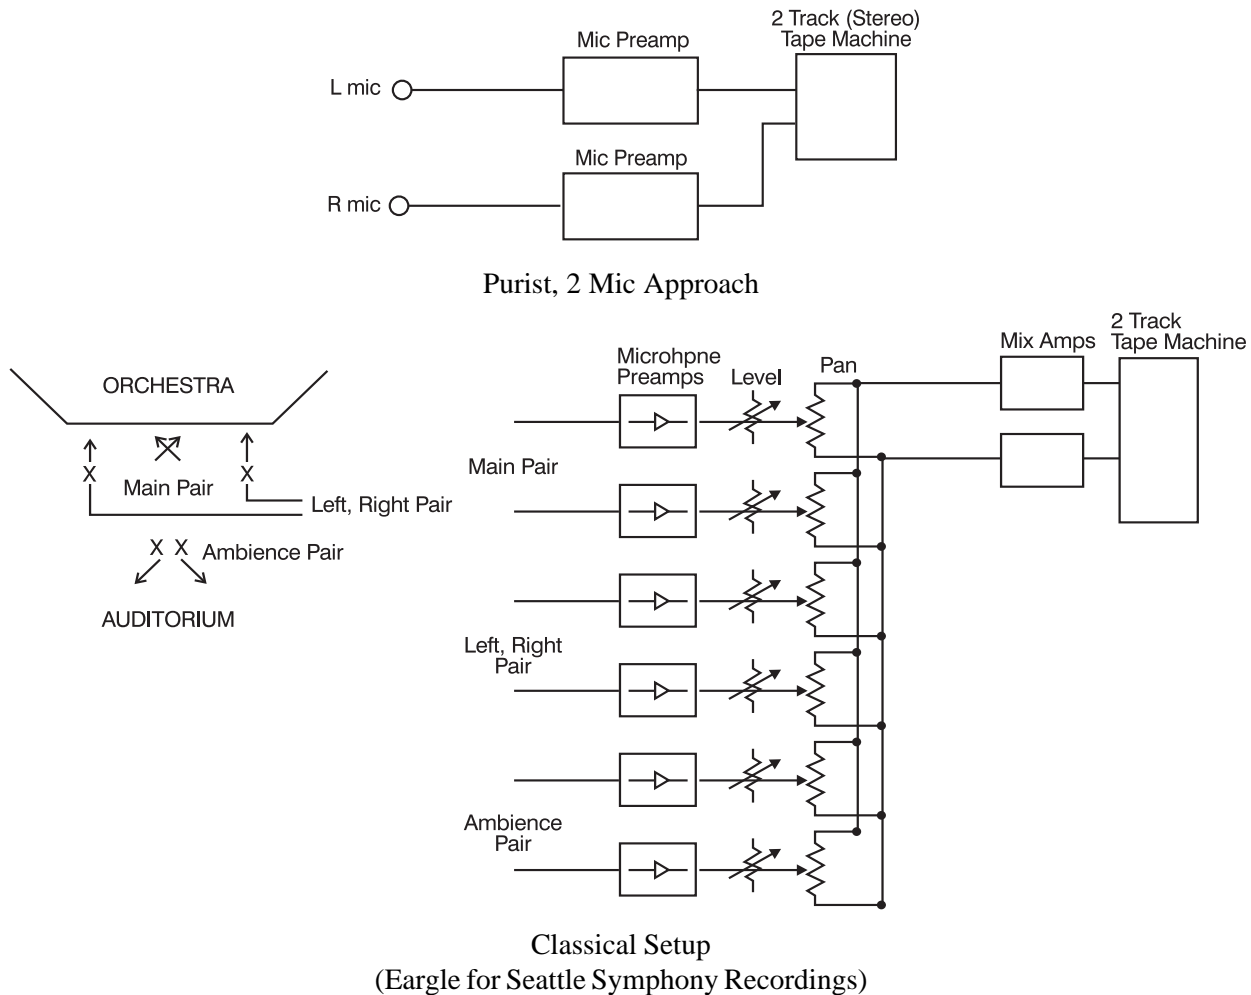 2 Track (Stereo)
Tape Machine
Mic Preamp
L mic
Mic Preamp
R mic
Purist, 2 Mic Approach
ORCHESTRA
X
X
Main Pair
Left, Right Pair
X X
Ambience Pair
AUDITORIUM
Microhpne
Preamps
Level
Pan
Mix Amps
2 Track
Tape Machine
Main Pair
Left, Right
Pair
Ambience
Pair
Classical Setup
(Eargle for Seattle Symphony Recordings)